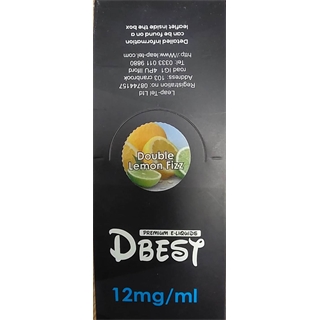 Leap-Tel Ltd
Registration no: 08744157
Address: 103 cranbrook
road IG1 4PU Ilford
Tel: 0333 011 9880
http://Www.leap-tel.com
Detailed information
can be found on a
leaflet inside the box
Double
Lemon Fizz
PREMIUM E-LIQUIDS
DBEST
12mg/ml